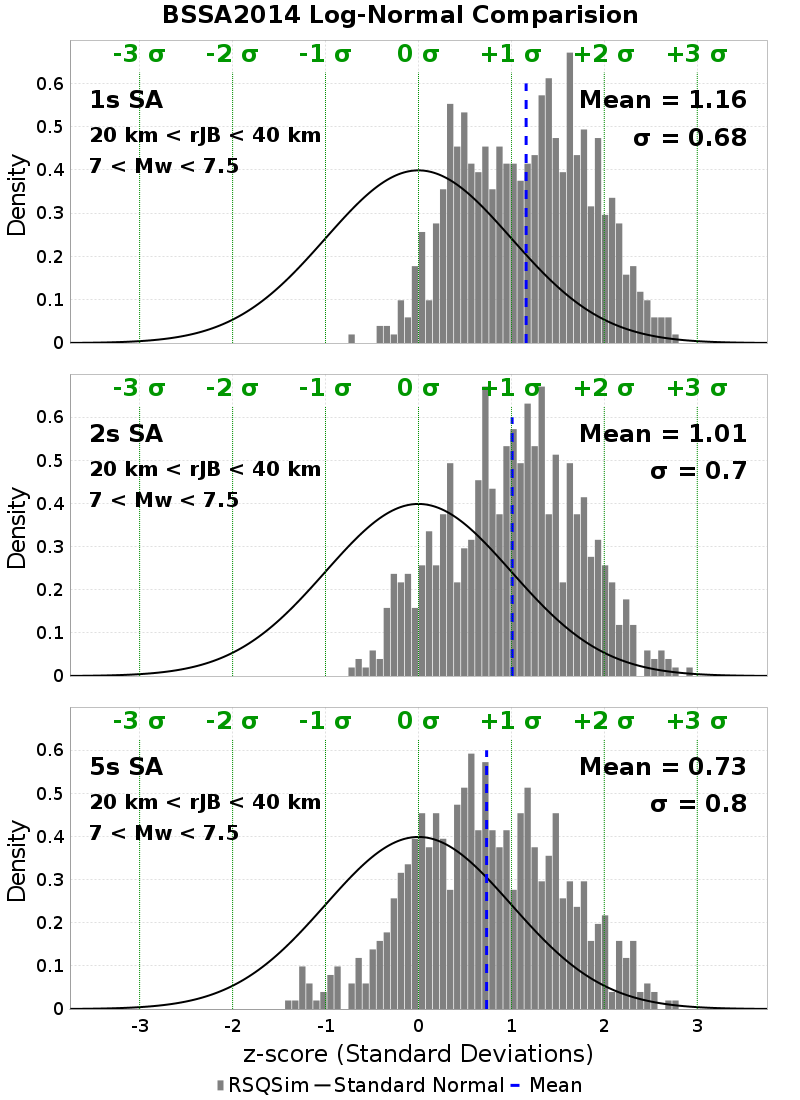 BSSA2014 Log-Normal Comparision
-3 σ -2 σ -1 σ 0 σ +1 σ +2 σ +3 σ
1s SA
Mean = 1.16
20 km < rJB < 40 km
σ = 0.68
7 < Mw < 7.5
Density
0.6
0.5
0.4
0.3
0.2
0.1
0
-3 σ -2 σ -1 σ 0 σ +1 σ +2 σ +3 σ
2s SA
Mean = 1.01
20 km < rJB < 40 km
σ = 0.7
7 < Mw < 7.5
Density
0.6
0.5
0.4
0.3
0.2
0.1
0
-3 σ -2 σ -1 σ 0 σ +1 σ +2 σ +3 σ
5s SA
Mean = 0.73
20 km < rJB < 40 km
σ = 0.8
7 < Mw < 7.5
Density
0.6
0.5
0.4
0.3
0.2
0.1
0
-3 -2 -1 0 1 2 3
z-score (Standard Deviations)
RSQSim Standard Normal Mean